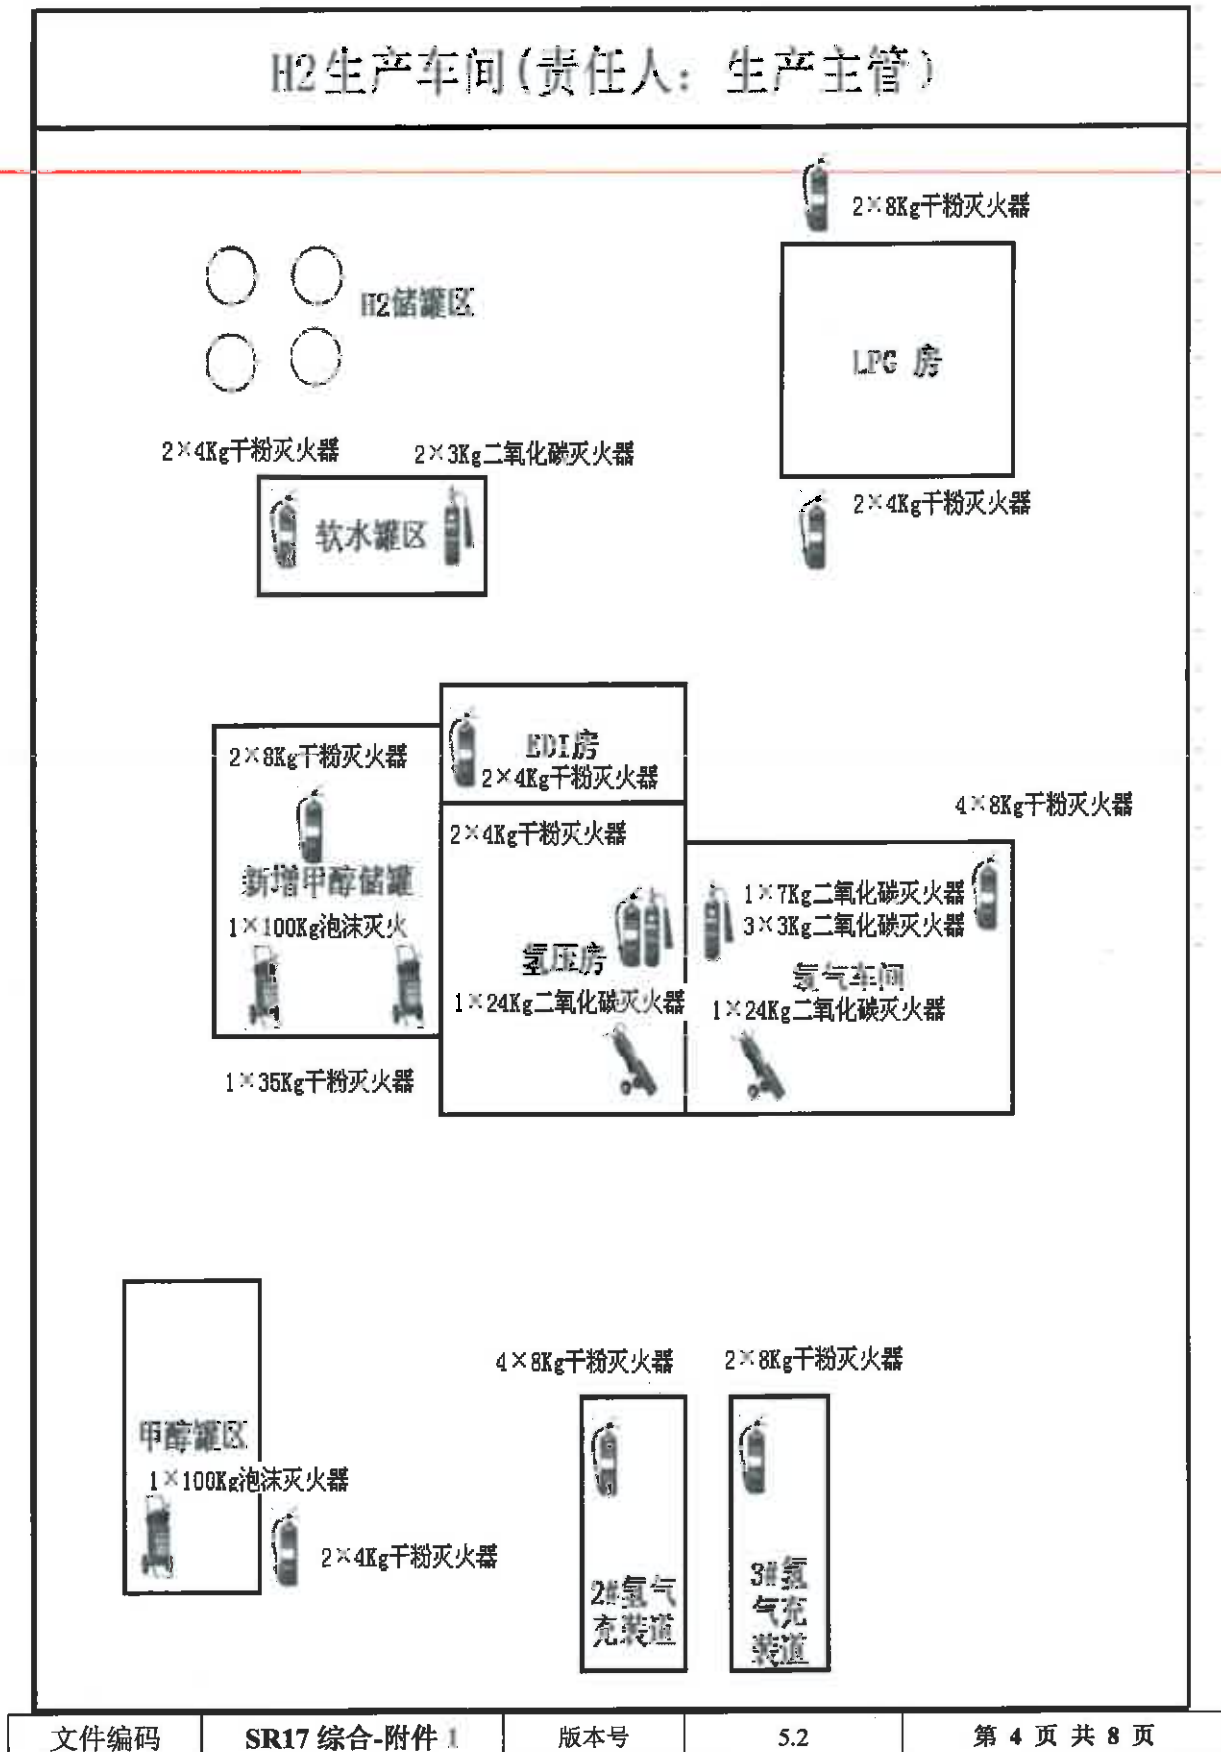 H2生产车间(责任人：生产主管)
2×8Kg干粉灭火器
H2储罐区
LPG 房
2×4Kg干粉灭火器
2×3Kg二氧化碳灭火器
软水罐区
2×4Kg干粉灭火器
EDI房
2×4Kg干粉灭火器
2×8Kg干粉灭火器
新增甲醇储罐
1×100Kg泡沫灭火
1×35Kg干粉灭火器
2×4Kg干粉灭火器
氢压房
1×24Kg二氧化碳灭火器
4×8Kg干粉灭火器
1×7Kg二氧化碳灭火器
3×3Kg二氧化碳灭火器
氢气车间
1×24Kg二氧化碳灭火器
甲醇罐区
1×100Kg泡沫灭火器
2×4Kg干粉灭火器
4×8Kg干粉灭火器
2#氢气
充装道
2×8Kg干粉灭火器
3#氢
气充
装道
文件编码 SR17 综合-附件 1 版本号 5.2 第 4 页 共 8 页